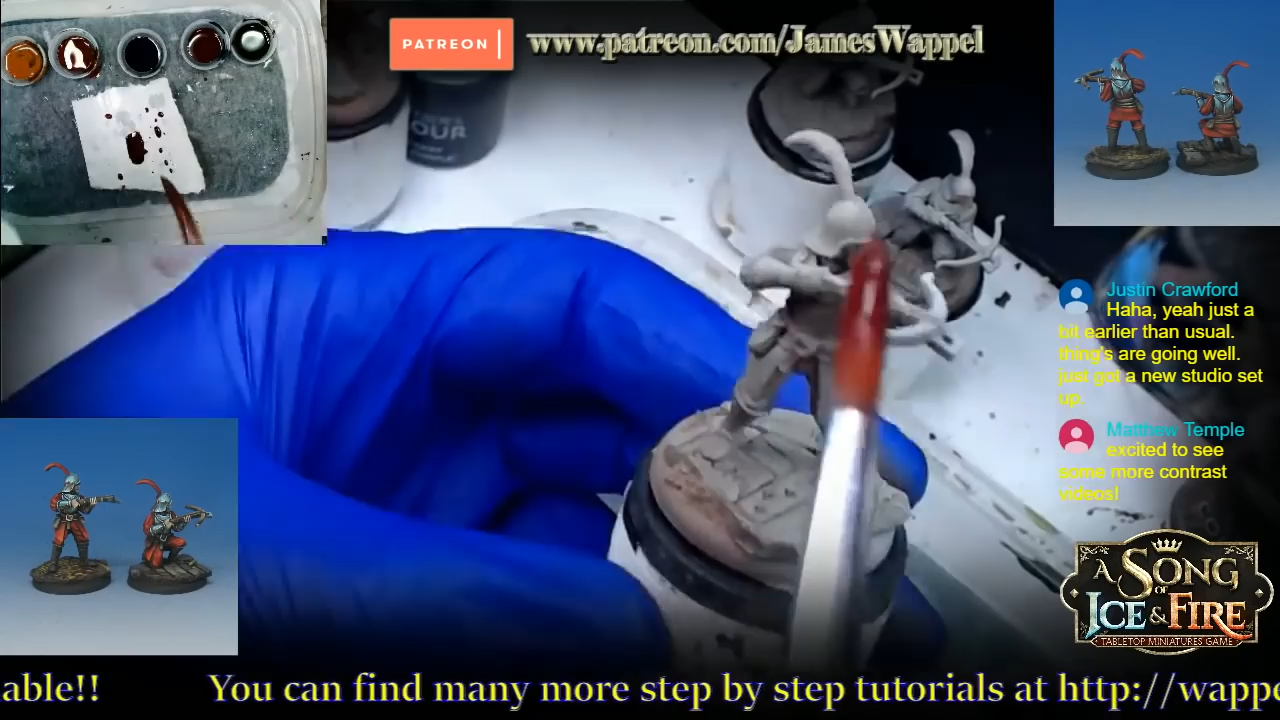 PATREON
www.patreon.com/JamesWappel
OUR
Justin Crawford
Haha, yeah just a
bit earlier than usual.
thing's are going well.
just got a new studio set
up.
Matthew Temple
excited to see
some more contrast
videos!
A SONG
OF
ICE & FIRE
TABLETOP MINIATURES GAME
able!! You can find many more step by step tutorials at http://wappe